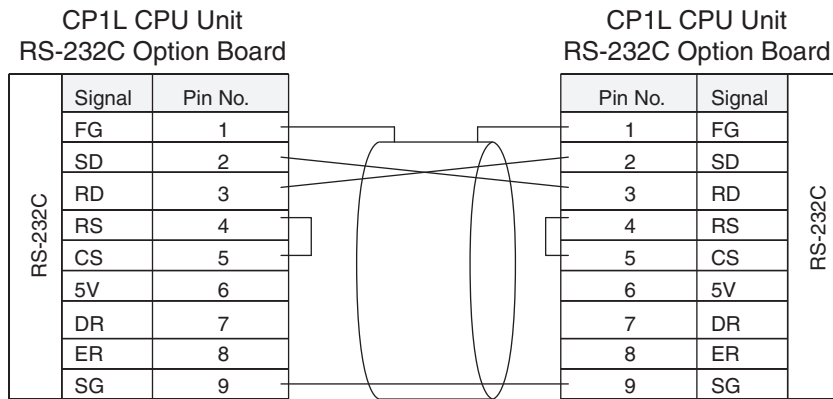 CP1L CPU Unit
RS-232C Option Board
CP1L CPU Unit
RS-232C Option Board
RS-232C
Signal Pin No.
FG 1
SD 2
RD 3
RS 4
CS 5
5V 6
DR 7
ER 8
SG 9
Pin No. Signal
1 FG
2 SD
3 RD
4 RS
5 CS
6 5V
7 DR
8 ER
9 SG
RS-232C